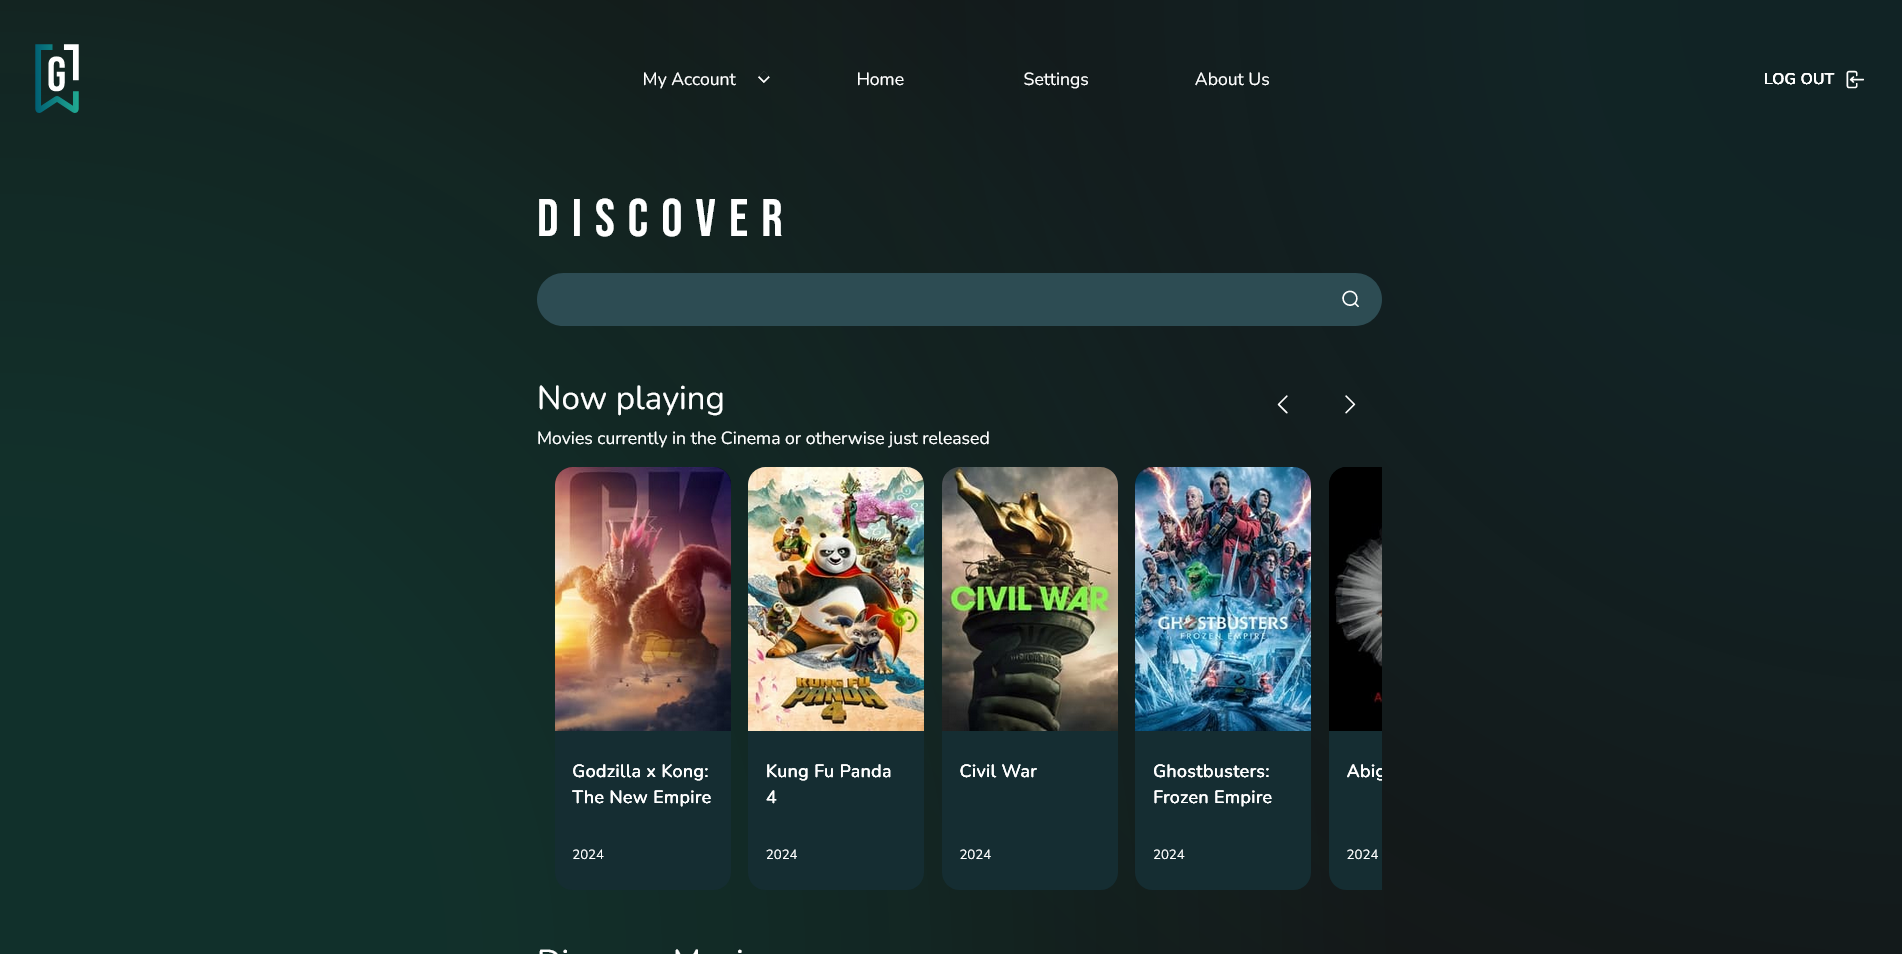 G
My Account
Home
Settings
About Us
LOG OUT
DISCOVER
Now playing
Movies currently in the Cinema or otherwise just released
GK
KUNG FU
PANDA
4
CIVIL WAR
GHOSTBUSTERS
FROZEN EMPIRE
A
Godzilla x Kong:
The New Empire
Kung Fu Panda
4
Civil War
Ghostbusters:
Frozen Empire
Abig
2024
2024
2024
2024
2024